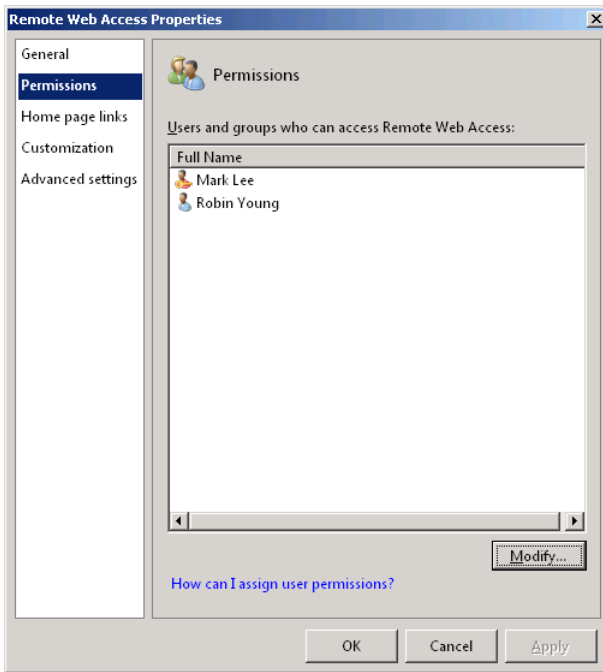 Remote Web Access Properties
General
Permissions
Home page links
Customization
Advanced settings
Permissions
Users and groups who can access Remote Web Access:
Full Name
Mark Lee
Robin Young
Modify...
How can I assign user permissions?
OK
Cancel
Apply